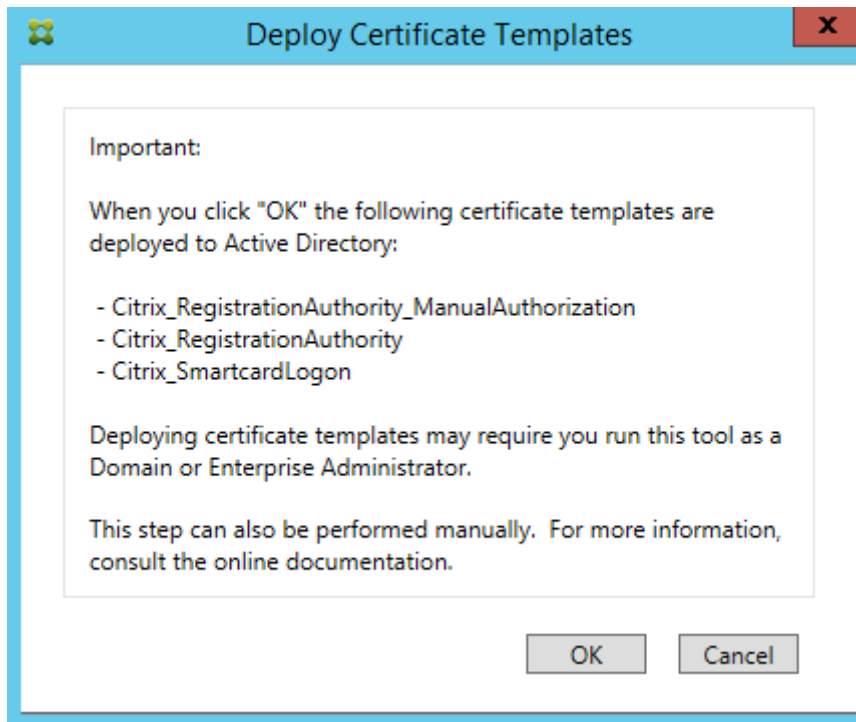 Deploy Certificate Templates
x
Important:
When you click "OK" the following certificate templates are
deployed to Active Directory:
- Citrix_RegistrationAuthority_ManualAuthorization
- Citrix_RegistrationAuthority
- Citrix_SmartcardLogon
Deploying certificate templates may require you run this tool as a
Domain or Enterprise Administrator.
This step can also be performed manually.  For more information,
consult the online documentation.
OK Cancel